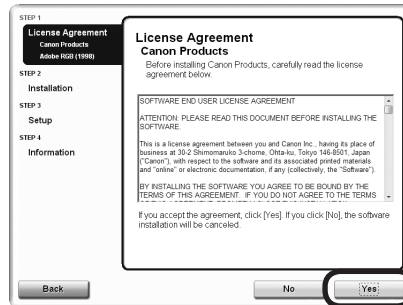 STEP 1
License Agreement
Canon Products
Adobe RGB (1998)
STEP 2
Installation
STEP 3
Setup
STEP 4
Information
License Agreement
Canon Products
Before installing Canon Products, carefully read the license
agreement below.
SOFTWARE END USER LICENSE AGREEMENT
ATTENTION: PLEASE READ THIS DOCUMENT BEFORE INSTALLING THE
SOFTWARE.
This is a license agreement between you and Canon Inc., having its place of
business at 30-2 Shimomaruko 3-chome, Ohta-ku, Tokyo 146-8501, Japan
("Canon"), with respect to the software and its associated printed materials
and "online" or electronic documentation, if any (collectively, the "Software").
BY INSTALLING THE SOFTWARE YOU AGREE TO BE BOUND BY THE
TERMS OF THIS AGREEMENT. IF YOU DO NOT AGREE TO THE TERMS
If you accept the agreement, click [Yes]. If you click [No], the software
installation will be canceled.
Back
No
Yes